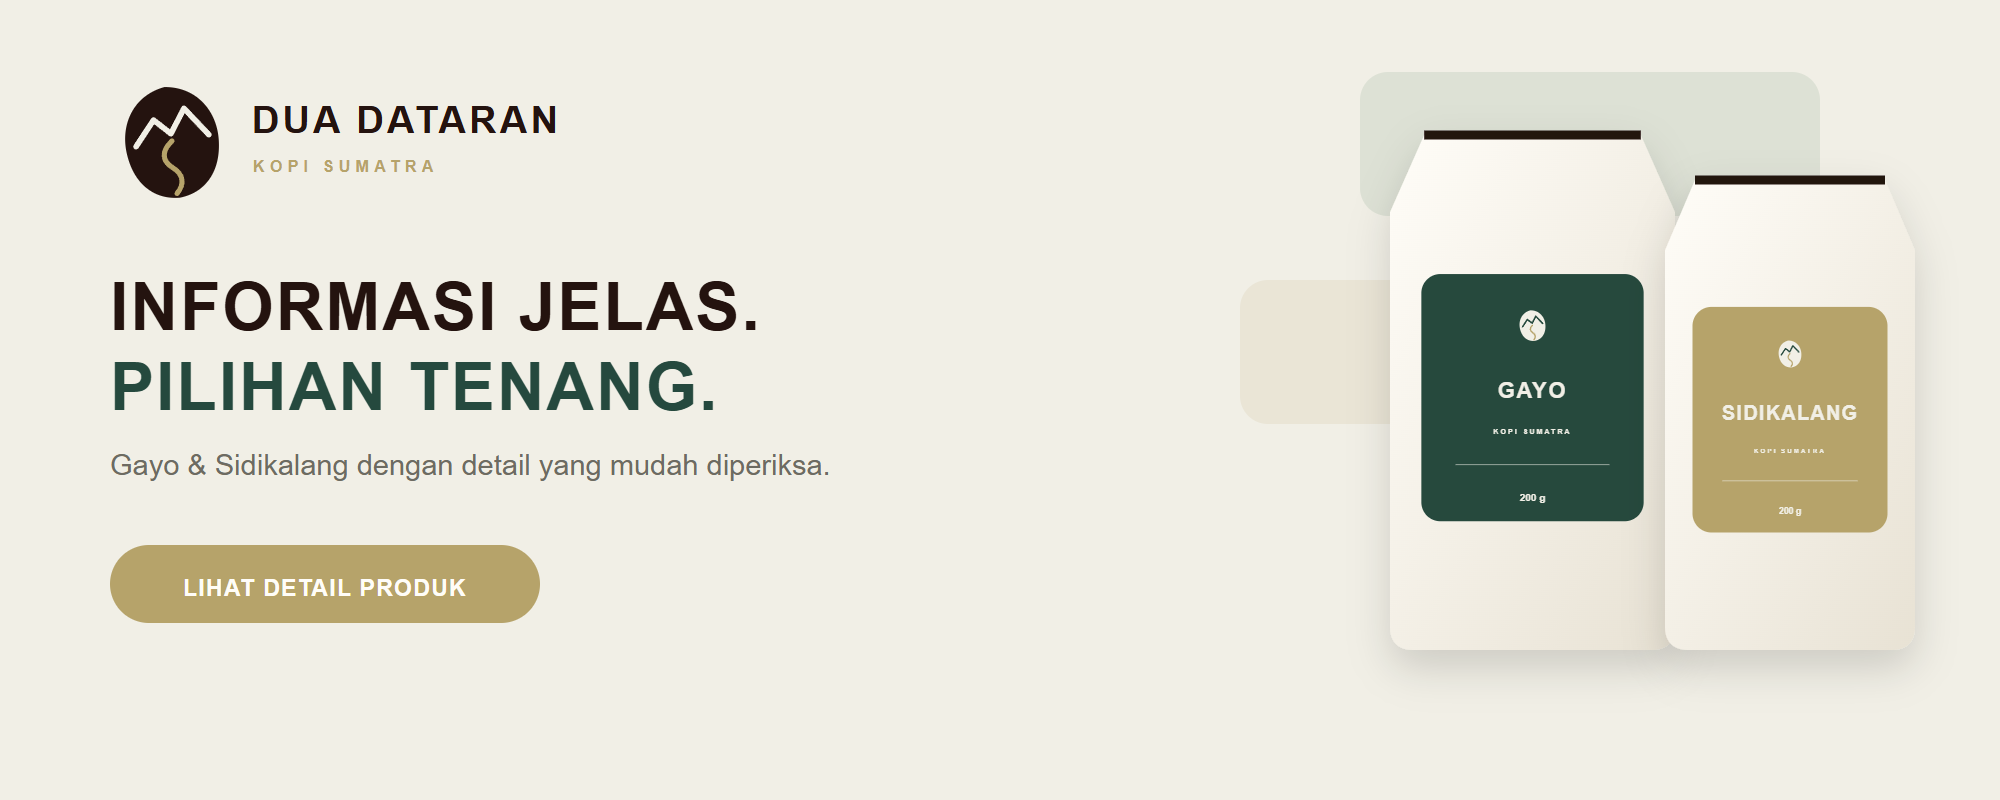 DUA DATARAN
KOPI SUMATRA
INFORMASI JELAS.
PILIHAN TENANG.
Gayo & Sidikalang dengan detail yang mudah diperiksa.
LIHAT DETAIL PRODUK
GAYO
KOPI SUMATRA
200 g
SIDIKALANG
KOPI SUMATRA
200 g